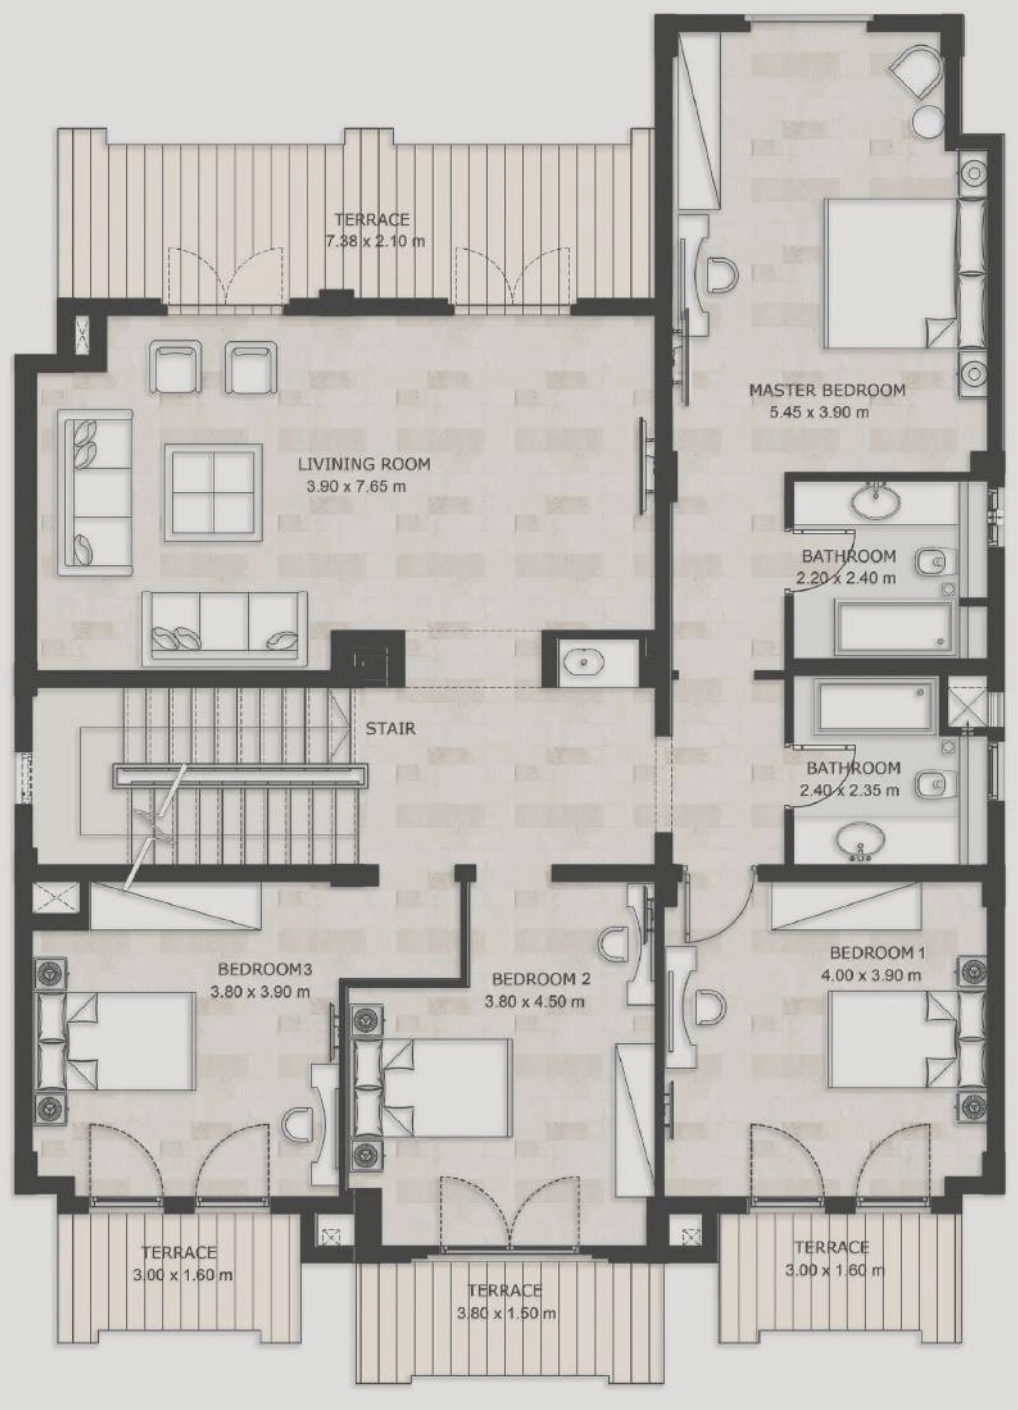 TERRACE
7.38 x 2.10 m
MASTER BEDROOM
5.45 x 3.90 m
LIVINING ROOM
3.90 x 7.65 m
BATHROOM
2.20 x 2.40 m
STAIR
BATHROOM
2.40 x 2.35 m
BEDROOM3
3.80 x 3.90 m
BEDROOM 2
3.80 x 4.50 m
BEDROOM 1
4.00 x 3.90 m
TERRACE
3.00 x 1.60 m
TERRACE
3.80 x 1.50 m
TERRACE
3.00 x 1.60 m